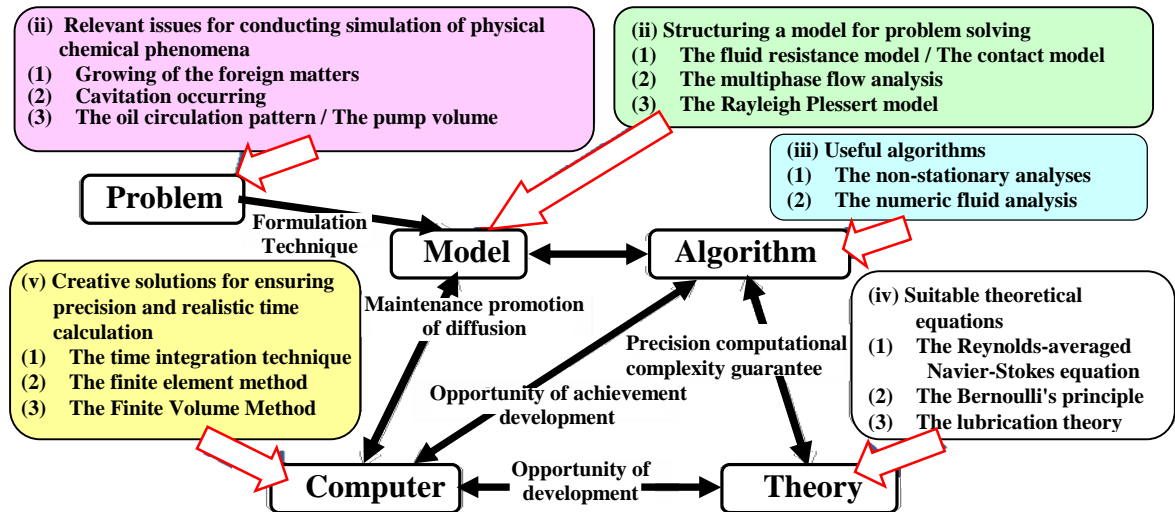 (ii) Relevant issues for conducting simulation of physical
chemical phenomena
(1) Growing of the foreign matters
(2) Cavitation occurring
(3) The oil circulation pattern / The pump volume
(ii) Structuring a model for problem solving
(1) The fluid resistance model / The contact model
(2) The multiphase flow analysis
(3) The Rayleigh Plessert model
(iii) Useful algorithms
(1) The non-stationary analyses
(2) The numeric fluid analysis
Problem
Formulation
Technique
Model
Algorithm
(v) Creative solutions for ensuring
precision and realistic time
calculation
(1) The time integration technique
(2) The finite element method
(3) The Finite Volume Method
Maintenance promotion
of diffusion
Opportunity of achievement
development
Precision computational
complexity guarantee
(iv) Suitable theoretical
equations
(1) The Reynolds-averaged
Navier-Stokes equation
(2) The Bernoulli's principle
(3) The lubrication theory
Computer
Opportunity of
development
Theory